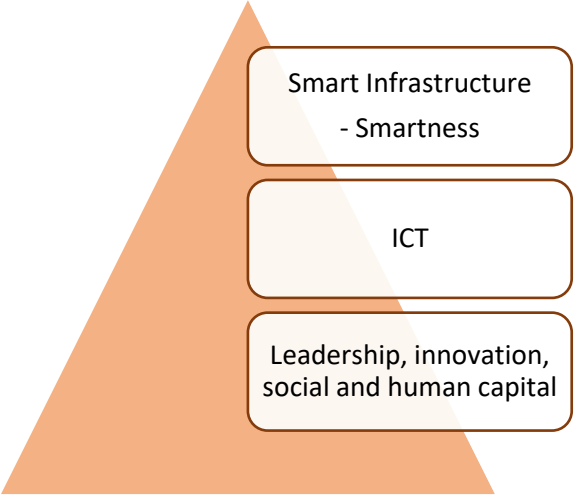 Smart Infrastructure
- Smartness
ICT
Leadership, innovation,
social and human capital